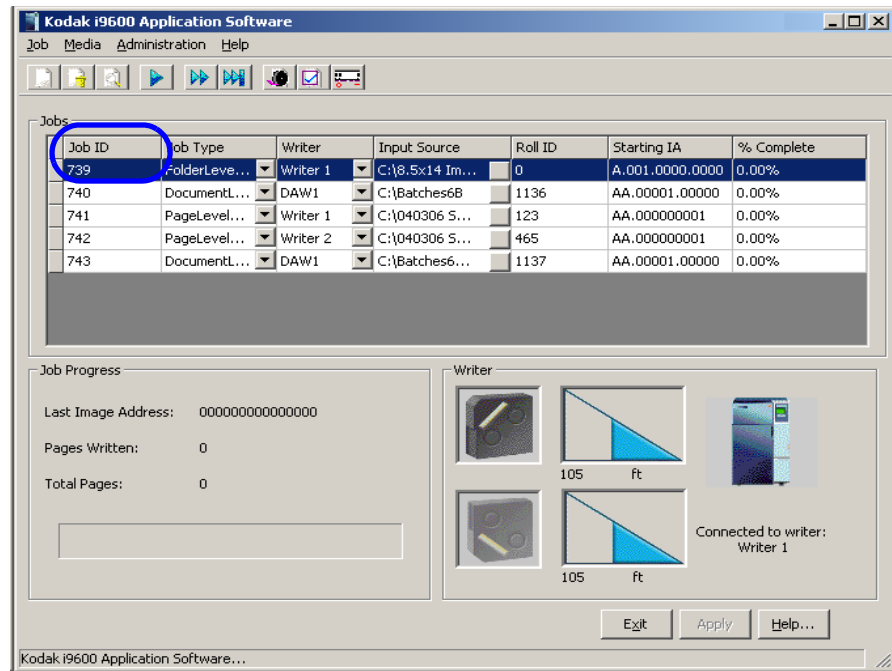 Kodak i9600 Application Software
Job Media Administration Help
Jobs
Job ID Job Type Writer Input Source Roll ID Starting IA % Complete
739 FolderLeve... Writer 1 C:\8.5x14 Im... 0 A.001.0000.0000 0.00%
740 DocumentL... DAW1 C:\Batches6B 1136 AA.00001.00000 0.00%
741 PageLevel... Writer 1 C:\040306 S... 123 AA.000000001 0.00%
742 PageLevel... Writer 2 C:\040306 S... 465 AA.000000001 0.00%
743 DocumentL... DAW1 C:\Batches6... 1137 AA.00001.00000 0.00%
Job Progress
Last Image Address: 000000000000000
Pages Written: 0
Total Pages: 0
Writer
105 ft
105 ft
Connected to writer:
Writer 1
Exit Apply Help...
Kodak i9600 Application Software...